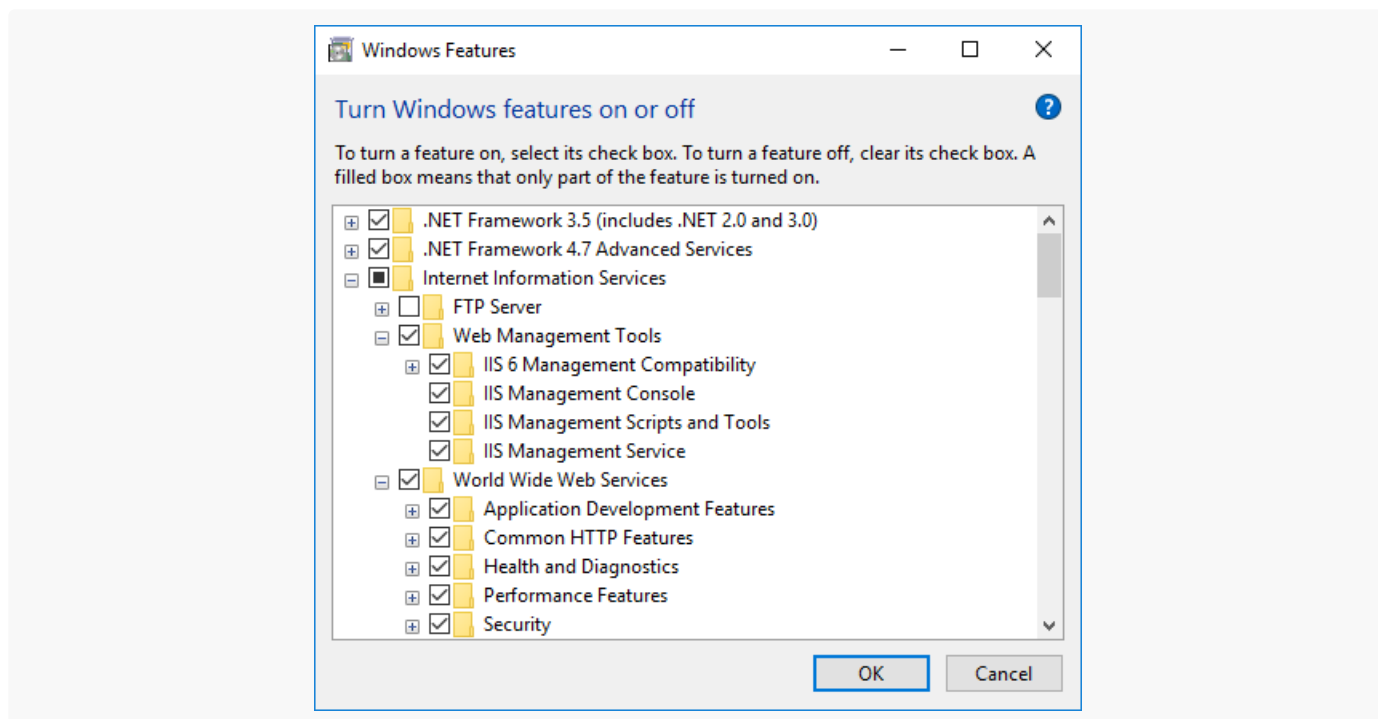 Windows Features
Turn Windows features on or off
?
To turn a feature on, select its check box. To turn a feature off, clear its check box. A
filled box means that only part of the feature is turned on.
.NET Framework 3.5 (includes .NET 2.0 and 3.0)
.NET Framework 4.7 Advanced Services
Internet Information Services
FTP Server
Web Management Tools
IIS 6 Management Compatibility
IIS Management Console
IIS Management Scripts and Tools
IIS Management Service
World Wide Web Services
Application Development Features
Common HTTP Features
Health and Diagnostics
Performance Features
Security
OK Cancel